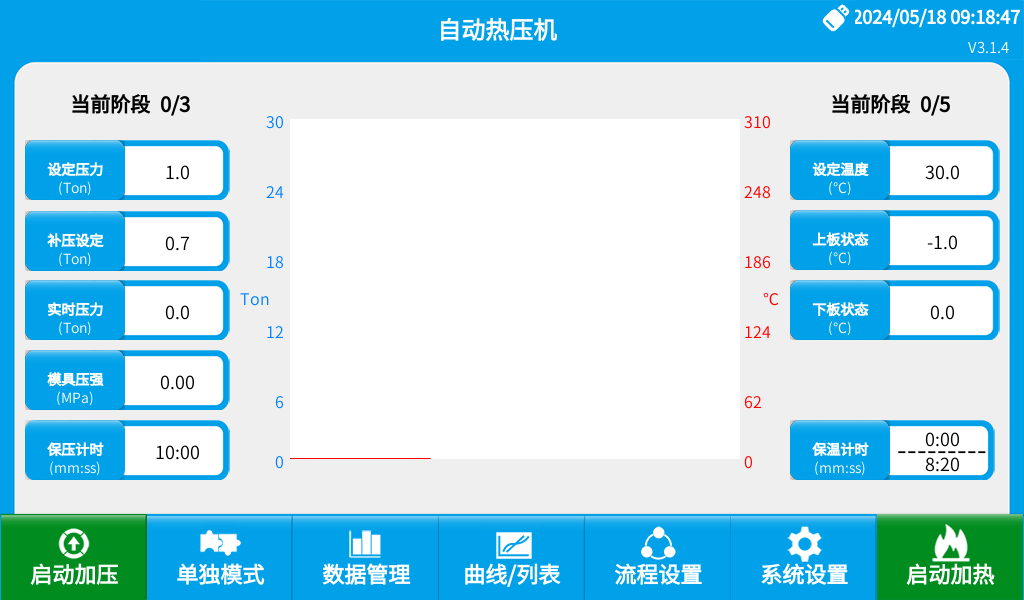 自动热压机
2024/05/18 09:18:47
V3.1.4
当前阶段 0/3
设定压力
(Ton)
1.0
补压设定
(Ton)
0.7
实时压力
(Ton)
0.0
模具压强
(MPa)
0.00
保压计时
(mm:ss)
10:00
30
24
18
Ton
12
6
0
310
248
186
℃
124
62
0
当前阶段 0/5
设定温度
(℃)
30.0
上板状态
(℃)
-1.0
下板状态
(℃)
0.0
保温计时
(mm:ss)
0:00
8:20
启动加压
单独模式
数据管理
曲线/列表
流程设置
系统设置
启动加热